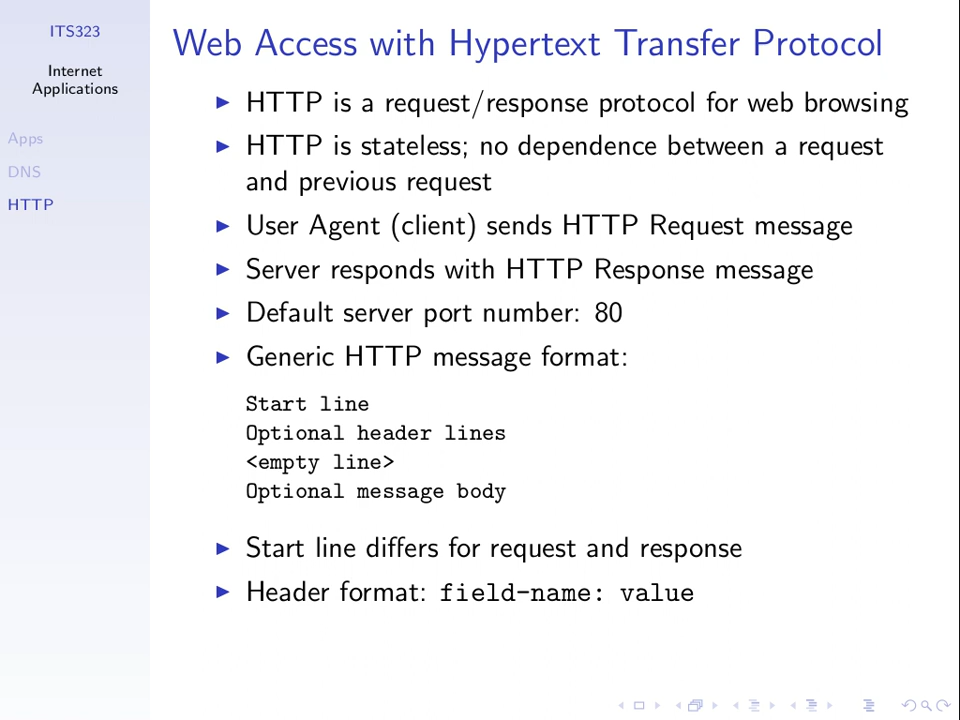 ITS323
Internet
Applications
Apps
DNS
HTTP
Web Access with Hypertext Transfer Protocol
HTTP is a request/response protocol for web browsing
HTTP is stateless; no dependence between a request
and previous request
User Agent (client) sends HTTP Request message
Server responds with HTTP Response message
Default server port number: 80
Generic HTTP message format:
Start line
Optional header lines
<empty line>
Optional message body
Start line differs for request and response
Header format: field-name: value